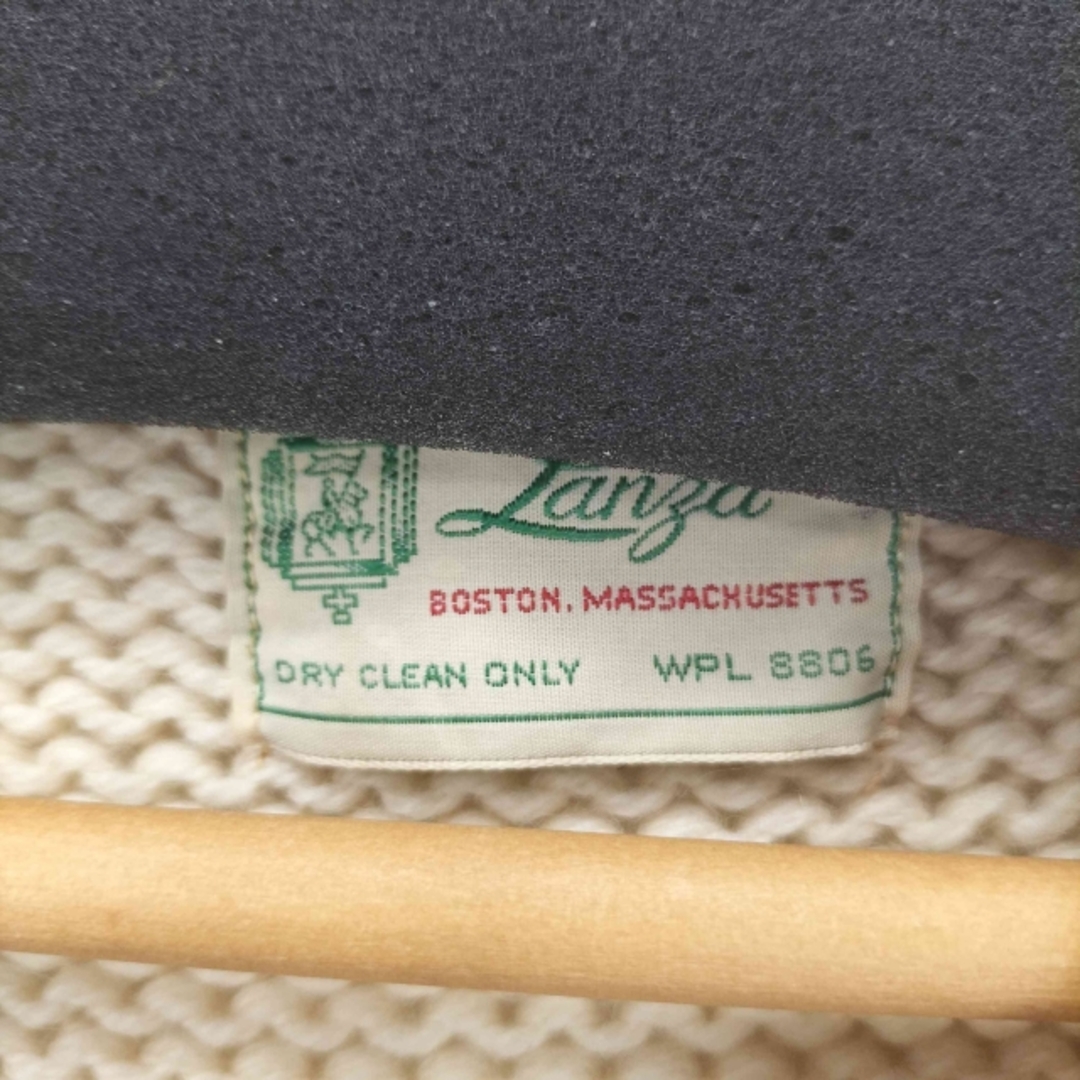 Lanza
BOSTON, MASSACHUSETTS
DRY CLEAN ONLY WPL 8806